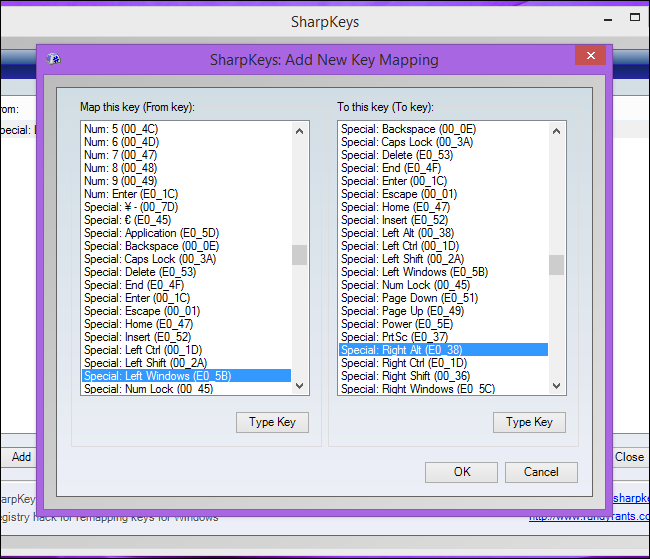 SharpKeys
SharpKeys: Add New Key Mapping
Map this key (From key):
Num: 5 (00_4C)
Num: 6 (00_4D)
Num: 7 (00_47)
Num: 8 (00_48)
Num: 9 (00_49)
Num: Enter (E0_1C)
Special: ¥ - (00_7D)
Special: € (E0_45)
Special: Application (E0_5D)
Special: Backspace (00_0E)
Special: Caps Lock (00_3A)
Special: Delete (E0_53)
Special: End (E0_4F)
Special: Enter (00_1C)
Special: Escape (00_01)
Special: Home (E0_47)
Special: Insert (E0_52)
Special: Left Ctrl (00_1D)
Special: Left Shift (00_2A)
Special: Left Windows (E0_5B)
Special: Num Lock (00_45)
Type Key
To this key (To key):
Special: Backspace (00_0E)
Special: Caps Lock (00_3A)
Special: Delete (E0_53)
Special: End (E0_4F)
Special: Enter (00_1C)
Special: Escape (00_01)
Special: Home (E0_47)
Special: Insert (E0_52)
Special: Left Alt (00_38)
Special: Left Ctrl (00_1D)
Special: Left Shift (00_2A)
Special: Left Windows (E0_5B)
Special: Num Lock (00_45)
Special: Page Down (E0_51)
Special: Page Up (E0_49)
Special: Power (E0_5E)
Special: PrtSc (E0_37)
Special: Right Alt (E0_38)
Special: Right Ctrl (E0_1D)
Special: Right Shift (00_36)
Special: Right Windows (E0_5C)
Type Key
OK
Cancel
rom:
pecial: L
Add
Close
arpKey
sharpke
egistry hack for remapping keys for Windows
http://www.randyrants.co